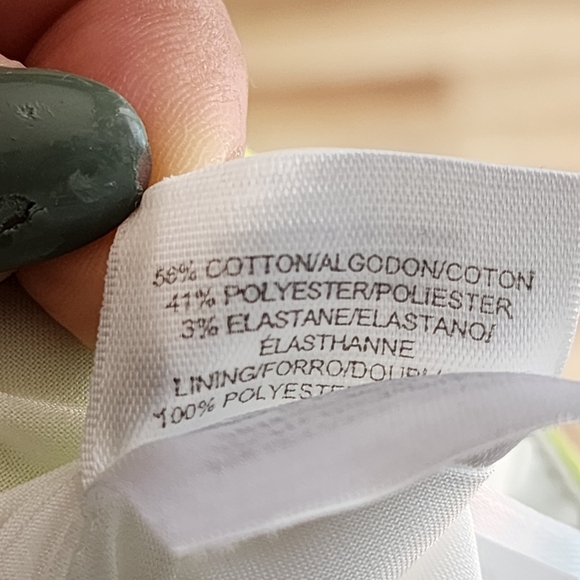 56% COTTON/ALGODON/COTON
41% POLYESTER/POLIESTER
3% ELASTANE/ELASTANO/
ÉLASTHANNE
LINING/FORRO/
100%